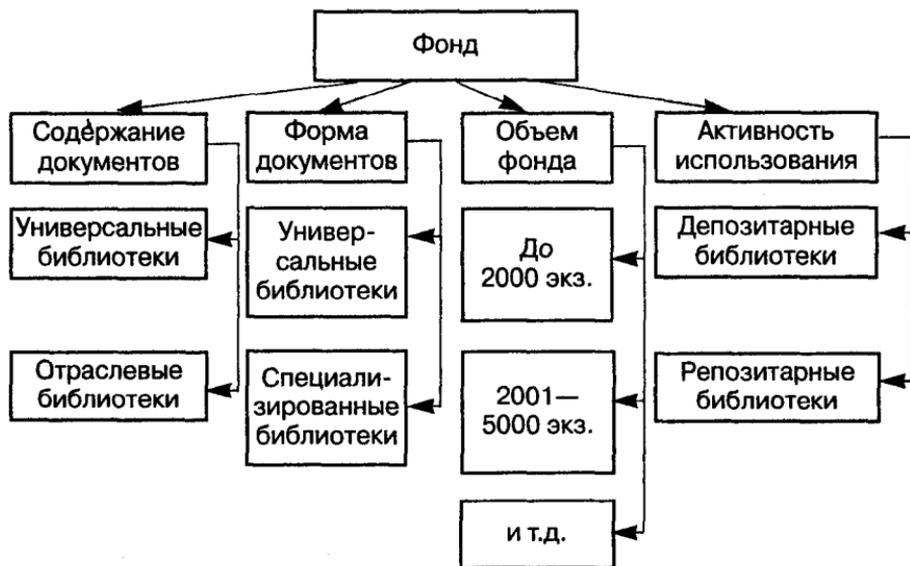 Фонд
Содержание
документов
Форма
документов
Объем
фонда
Активность
использования
Универсальные
библиотеки
Универ-
сальные
библиотеки
До
2000 экз.
Депозитарные
библиотеки
Отраслевые
библиотеки
Специали-
зированные
библиотеки
2001—
5000 экз.
Репозитарные
библиотеки
и т.д.